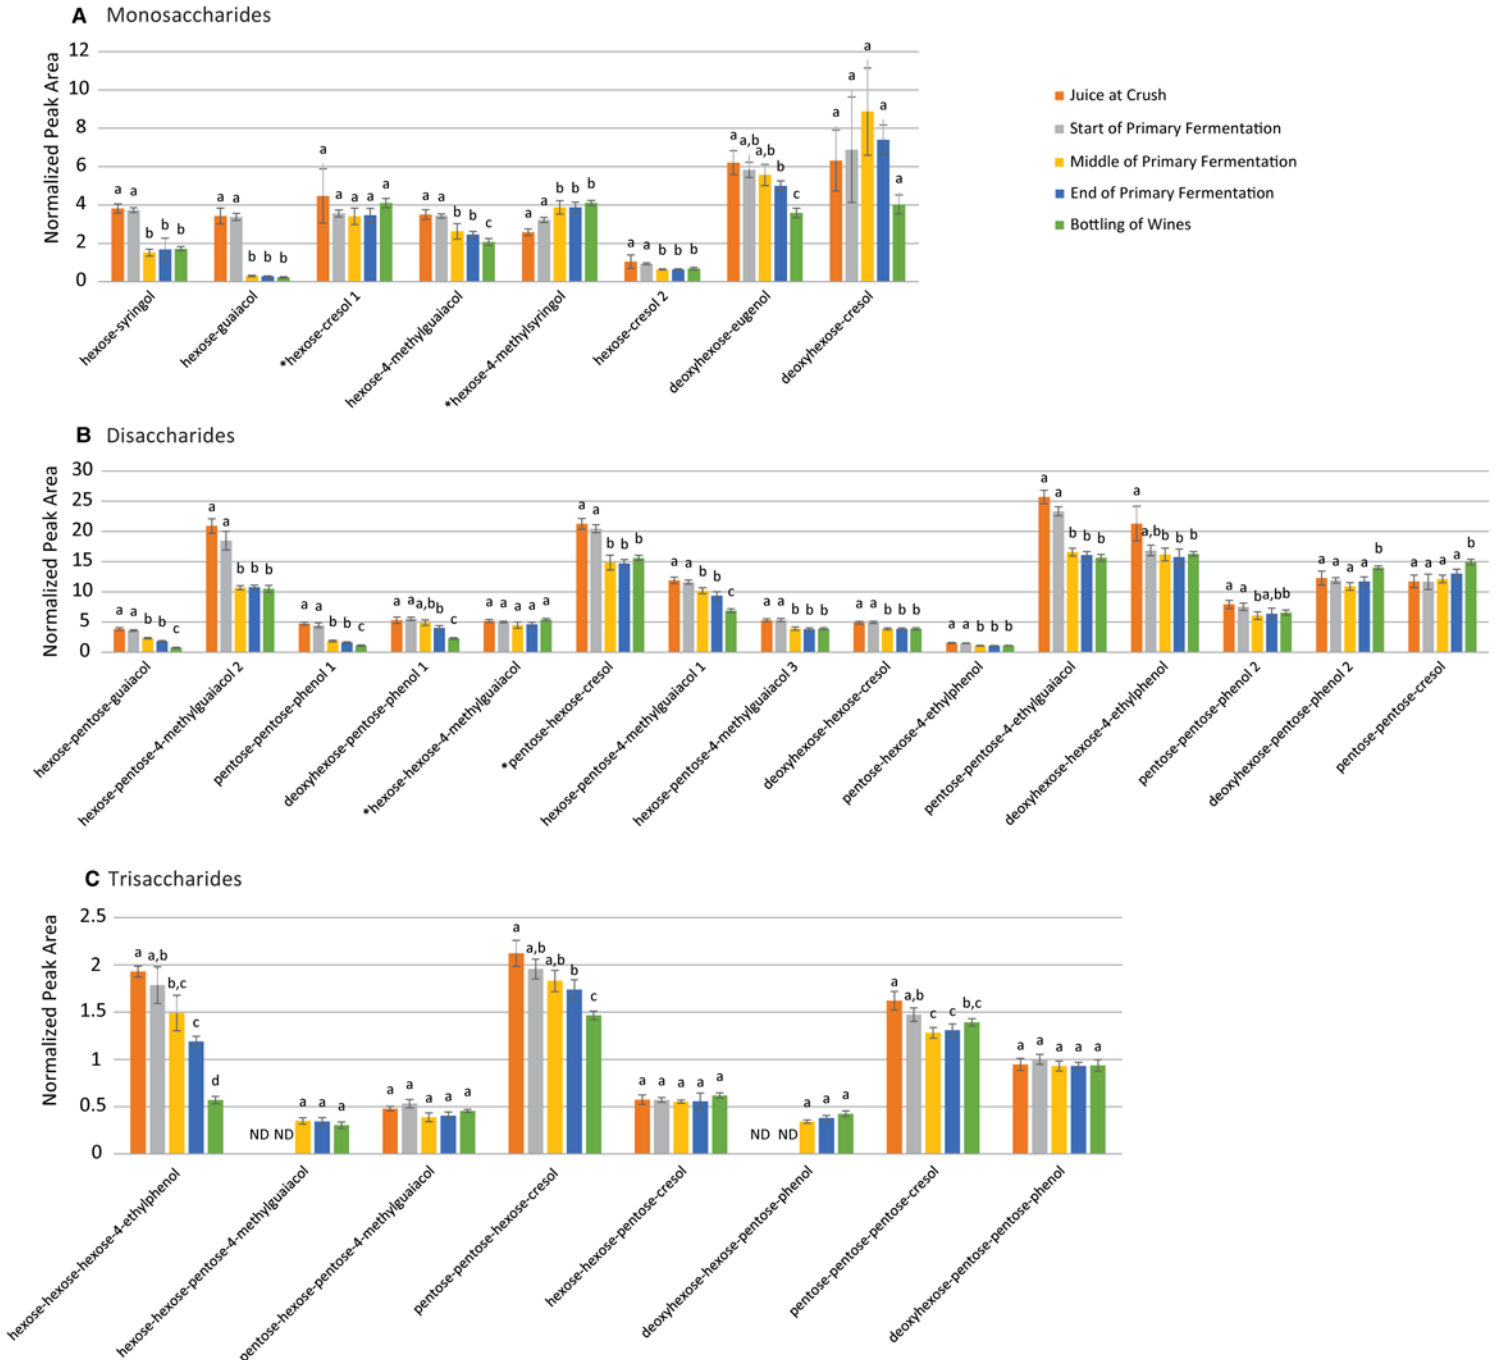 A Monosaccharides
Normalized Peak Area
12
10
8
6
4
2
0
a a b b b
a a b b b
a a a a a
a a b b c
a a b b b
a a b b b
a a,b a,b b c
a a a a a
hexose-syringol
hexose-guaiacol
*hexose-cresol 1
hexose-4-methylguaiacol
*hexose-4-methylsyringol
hexose-cresol 2
deoxyhexose-eugenol
deoxyhexose-cresol
Juice at Crush
Start of Primary Fermentation
Middle of Primary Fermentation
End of Primary Fermentation
Bottling of Wines
B Disaccharides
Normalized Peak Area
30
25
20
15
10
5
0
a a b b c
a a b b b
a a b b c
a a a,b b c
a a a a a
a a b b b
a a b b c
a a b b b
a a b b b
a a b b b
a a b b b
a a,b b b b
a a b a,b b
a a a a b
a a a a b
hexose-pentose-guaiacol
hexose-pentose-4-methylguaiacol 2
pentose-pentose-phenol 1
deoxyhexose-pentose-phenol 1
*hexose-hexose-4-methylguaiacol
*pentose-hexose-cresol
hexose-pentose-4-methylguaiacol 1
hexose-pentose-4-methylguaiacol 3
deoxyhexose-hexose-cresol
pentose-hexose-4-ethylphenol
pentose-pentose-4-ethylguaiacol
deoxyhexose-hexose-4-ethylphenol
pentose-pentose-phenol 2
deoxyhexose-pentose-phenol 2
pentose-pentose-cresol
C Trisaccharides
Normalized Peak Area
2.5
2
1.5
1
0.5
0
a a,b b,c c d
ND ND a a a
a a a a a
a a,b a,b b c
a a a a a
ND ND a a a
a a,b c c b,c
a a a a a
hexose-hexose-hexose-4-ethylphenol
hexose-hexose-pentose-4-methylguaiacol
pentose-hexose-pentose-4-methylguaiacol
pentose-pentose-hexose-cresol
hexose-hexose-pentose-cresol
deoxyhexose-hexose-pentose-phenol
pentose-pentose-pentose-cresol
deoxyhexose-pentose-pentose-phenol